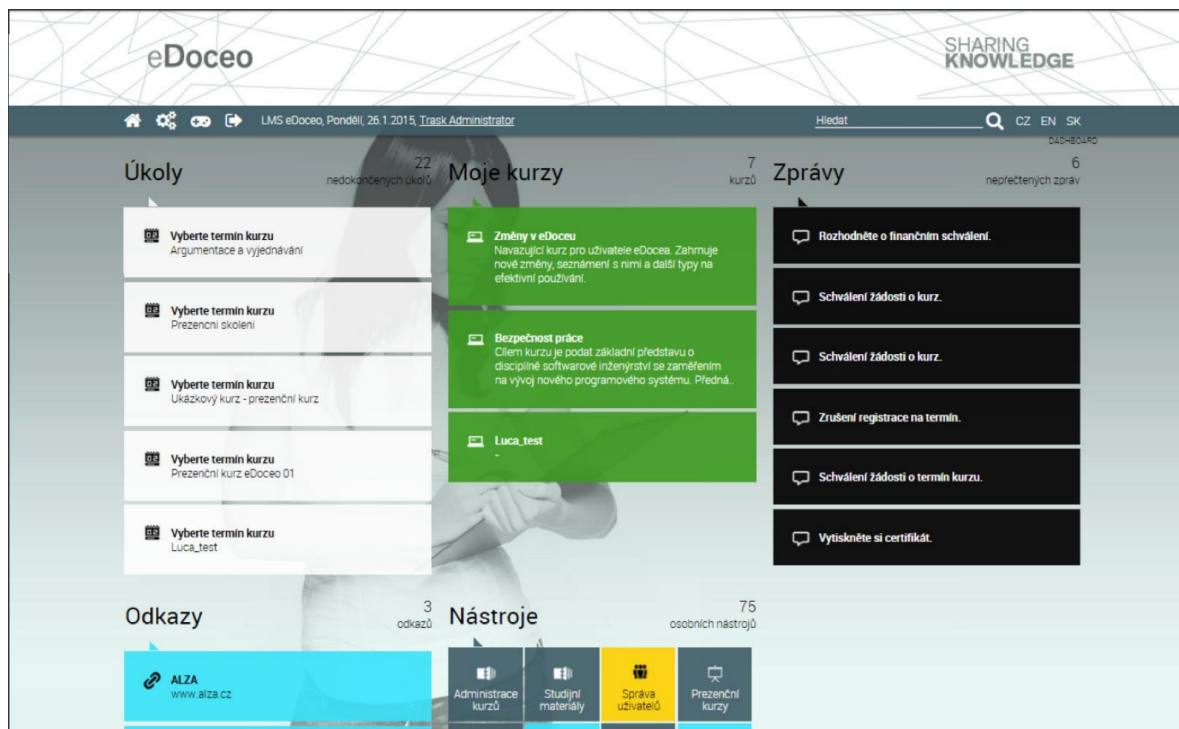 eDoceo
SHARING
KNOWLEDGE
LMS eDoceo, Pondělí, 26.1.2015, Trask Administrator
Hledat
CZ EN SK
DASHBOARD
Úkoly
22
nedokončených úkolů
Vyberte termín kurzu
Argumentace a vyjednávání
Vyberte termín kurzu
Prezencni skoleni
Vyberte termín kurzu
Ukázkový kurz - prezenční kurz
Vyberte termín kurzu
Prezenční kurz eDoceo 01
Vyberte termín kurzu
Luca_test
Moje kurzy
7
kurzů
Změny v eDoceu
Navazující kurz pro uživatele eDocea. Zahrnuje
nové změny, seznámení s nimi a další typy na
efektivní používání.
Bezpečnost práce
Cílem kurzu je podat základní představu o
disciplíně softwarové inženýrství se zaměřením
na vývoj nového programového systému. Předná..
Luca_test
-
Zprávy
6
nepřečtených zpráv
Rozhodněte o finančním schválení.
Schválení žádosti o kurz.
Schválení žádosti o kurz.
Zrušení registrace na termín.
Schválení žádosti o termín kurzu.
Vytiskněte si certifikát.
Odkazy
3
odkazů
ALZA
www.alza.cz
Nástroje
75
osobních nástrojů
Administrace
kurzů
Studijní
materiály
Správa
uživatelů
Prezenční
kurzy